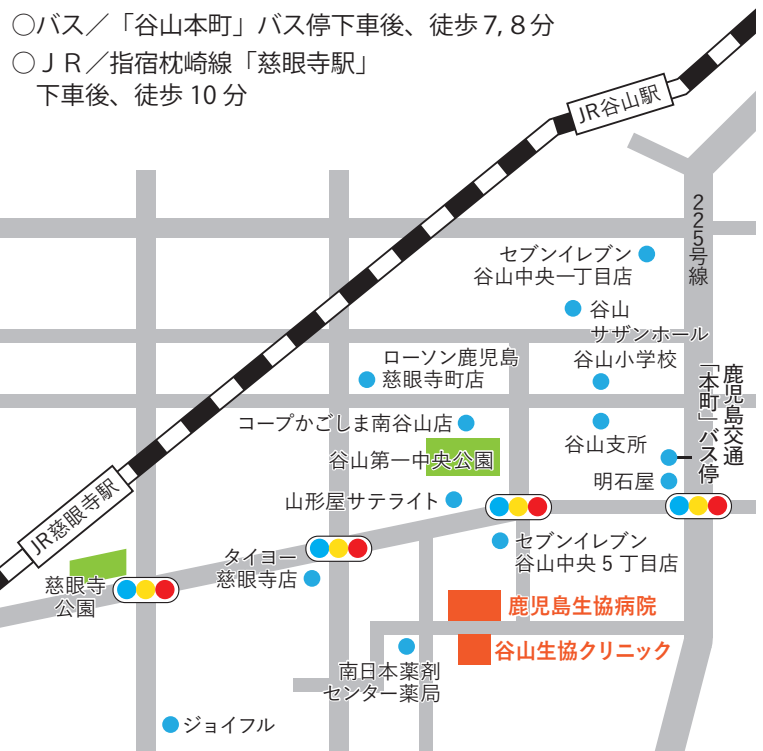 ○バス／「谷山本町」バス停下車後、徒歩7,８分
○ＪＲ／指宿枕崎線「慈眼寺駅」
下車後、徒歩 10 分
JR谷山駅
225号線
セブンイレブン
谷山中央一丁目店
谷山
サザンホール
ローソン鹿児島
慈眼寺町店
谷山小学校
鹿児島交通
「本町」バス停
コープかごしま南谷山店
谷山支所
谷山第一中央公園
明石屋
山形屋サテライト
JR慈眼寺駅
タイヨー
慈眼寺店
セブンイレブン
谷山中央５丁目店
慈眼寺
公園
鹿児島生協病院
谷山生協クリニック
南日本薬剤
センター薬局
ジョイフル